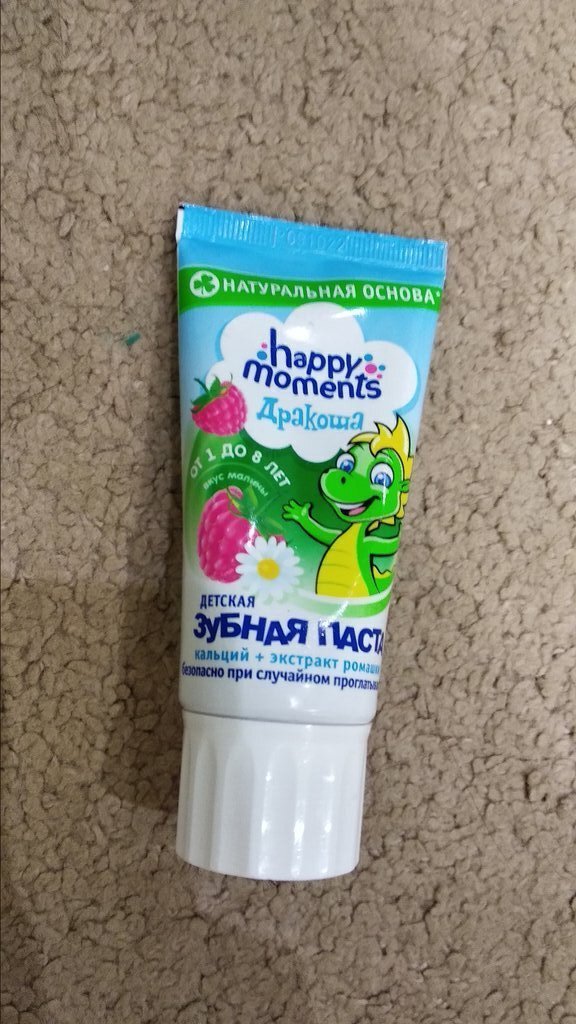 НАТУРАЛЬНАЯ ОСНОВА*
happy
moments
Дракоша
ОТ 1 ДО 8 ЛЕТ
вкус малины
ДЕТСКАЯ
ЗУБНАЯ ПАСТА
кальций + экстракт ромашки
безопасно при случайном